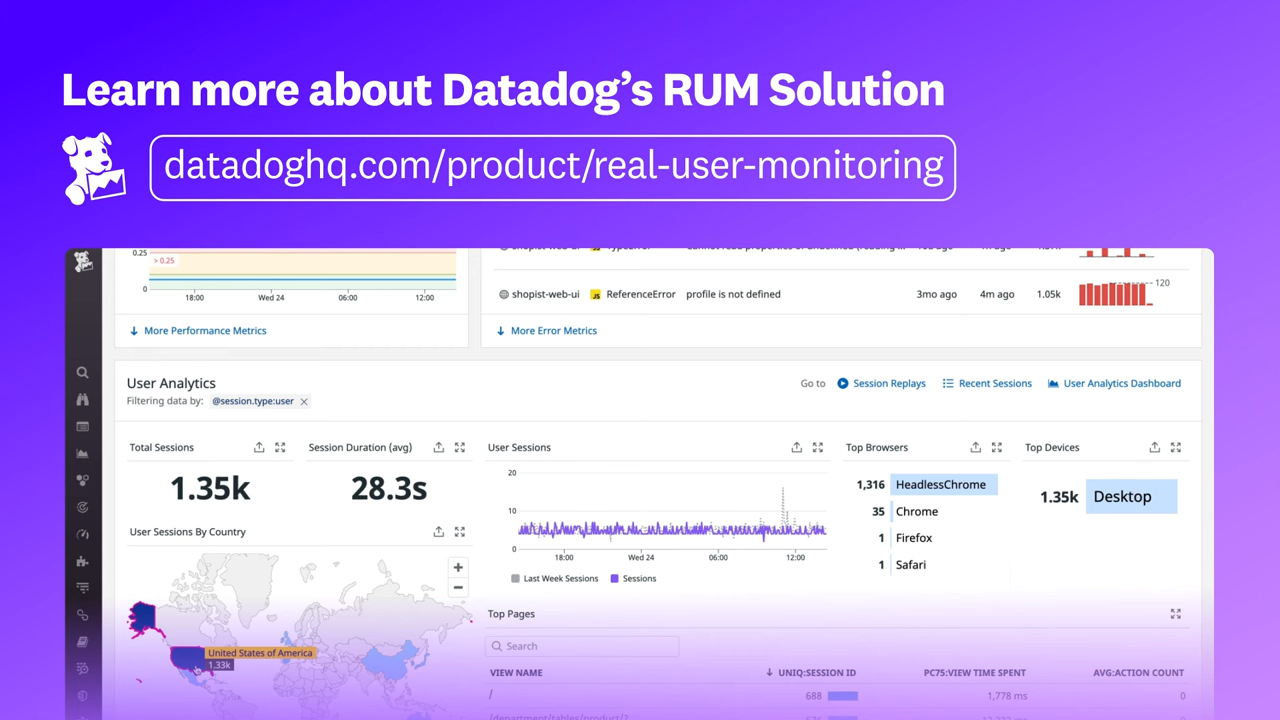 Learn more about Datadog’s RUM Solution
datadoghq.com/product/real-user-monitoring
0.25
> 0.25
0
18:00 Wed 24 06:00 12:00
More Performance Metrics
shopist-web-ui JS ReferenceError profile is not defined 3mo ago 4m ago 1.05k 120
More Error Metrics
User Analytics
Filtering data by: @session.type:user
Go to Session Replays Recent Sessions User Analytics Dashboard
Total Sessions
1.35k
Session Duration (avg)
28.3s
User Sessions
20
10
0
18:00 Wed 24 06:00 12:00
Last Week Sessions Sessions
Top Browsers
1,316 HeadlessChrome
35 Chrome
1 Firefox
1 Safari
Top Devices
1.35k Desktop
User Sessions By Country
+
−
United States of America
1.33k
Top Pages
Search
VIEW NAME UNIQ:SESSION ID PC75:VIEW TIME SPENT AVG:ACTION COUNT
/ 688 1,778 ms 0
/department/tables/product/2